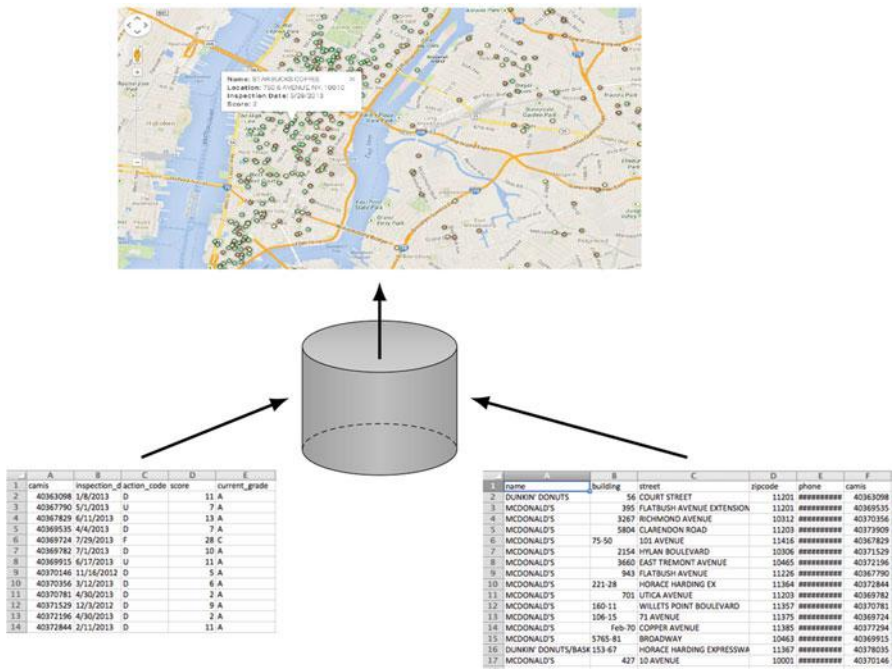 Name: STARBUCKS COFFEE
Location: 750 6 AVENUE NY, 10010
Inspection Date: 5/29/2013
Score: 2
A B C D E
1 camis inspection_d action_code score current_grade
2 40363098 1/8/2013 D 11 A
3 40367790 5/1/2013 U 7 A
4 40367829 6/11/2013 D 13 A
5 40369535 4/4/2013 D 7 A
6 40369724 7/29/2013 F 28 C
7 40369782 7/1/2013 D 10 A
8 40369915 6/17/2013 U 11 A
9 40370146 11/16/2012 D 5 A
10 40370356 3/12/2013 D 6 A
11 40370781 4/30/2013 D 2 A
12 40371529 12/3/2012 D 9 A
13 40372196 4/30/2013 D 2 A
14 40372844 2/11/2013 D 11 A
A B C D E F
1 name building street zipcode phone camis
2 DUNKIN' DONUTS 56 COURT STREET 11201 ########## 40363098
3 MCDONALD'S 395 FLATBUSH AVENUE EXTENSION 11201 ########## 40369535
4 MCDONALD'S 3267 RICHMOND AVENUE 10312 ########## 40370356
5 MCDONALD'S 5804 CLARENDON ROAD 11203 ########## 40373909
6 MCDONALD'S 75-50 101 AVENUE 11416 ########## 40367829
7 MCDONALD'S 2154 HYLAN BOULEVARD 10306 ########## 40371529
8 MCDONALD'S 3660 EAST TREMONT AVENUE 10465 ########## 40372196
9 MCDONALD'S 943 FLATBUSH AVENUE 11226 ########## 40367790
10 MCDONALD'S 221-28 HORACE HARDING EX 11364 ########## 40372844
11 MCDONALD'S 701 UTICA AVENUE 11203 ########## 40369782
12 MCDONALD'S 160-11 WILLETS POINT BOULEVARD 11357 ########## 40370781
13 MCDONALD'S 106-15 71 AVENUE 11375 ########## 40369724
14 MCDONALD'S Feb-70 COPPER AVENUE 11385 ########## 40377294
15 MCDONALD'S 5765-81 BROADWAY 10463 ########## 40369915
16 DUNKIN' DONUTS/BASK 153-67 HORACE HARDING EXPRESSWA 11367 ########## 40378035
17 MCDONALD'S 427 10 AVENUE 10001 ########## 40370146